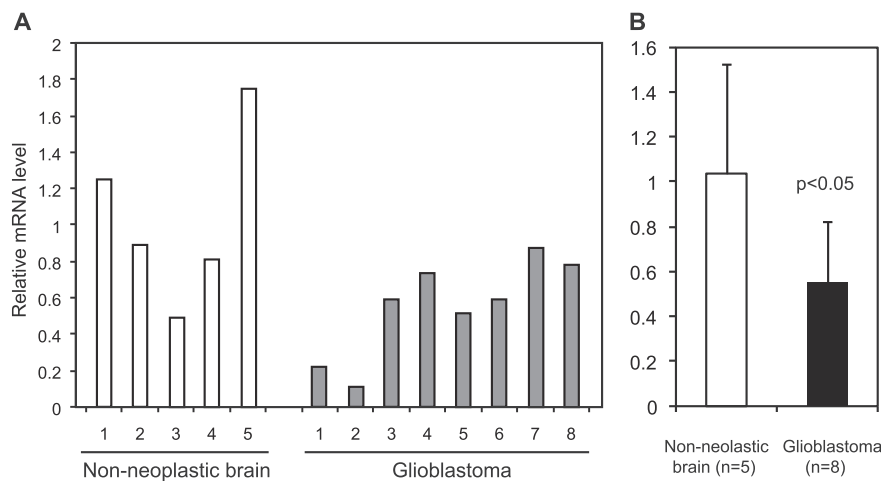 A
Relative mRNA level
2
1.8
1.6
1.4
1.2
1
0.8
0.6
0.4
0.2
0
1 2 3 4 5 1 2 3 4 5 6 7 8
Non-neoplastic brain Glioblastoma
B
1.6
1.4
1.2
1
0.8
0.6
0.4
0.2
0
p<0.05
Non-neolastic
brain (n=5)
Glioblastoma
(n=8)